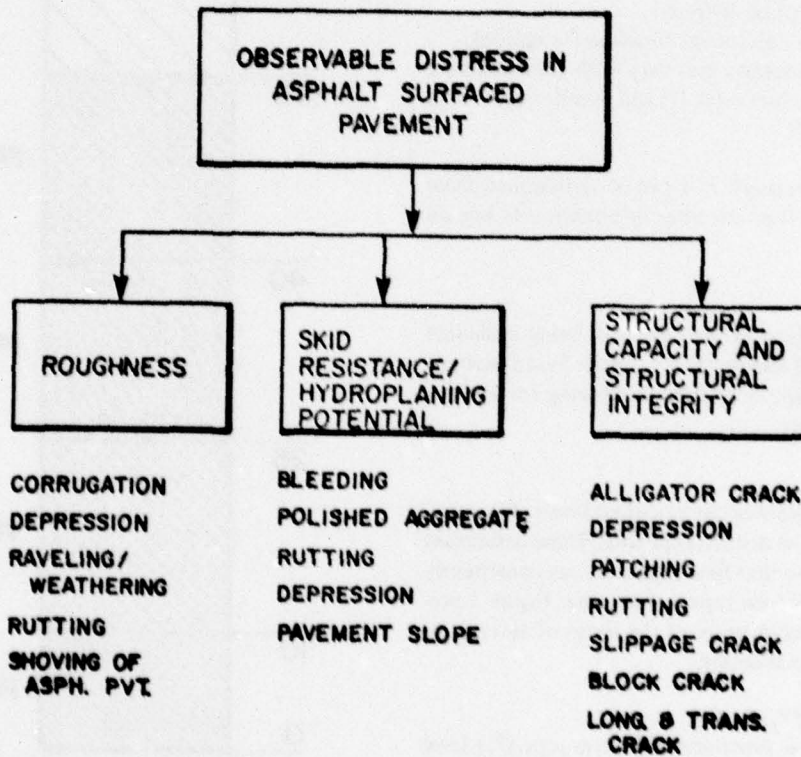 OBSERVABLE DISTRESS IN
ASPHALT SURFACED
PAVEMENT
ROUGHNESS
SKID
RESISTANCE/
HYDROPLANING
POTENTIAL
STRUCTURAL
CAPACITY AND
STRUCTURAL
INTEGRITY
CORRUGATION
DEPRESSION
RAVELING/
WEATHERING
RUTTING
SHOVING OF
ASPH. PVT.
BLEEDING
POLISHED AGGREGATE
RUTTING
DEPRESSION
PAVEMENT SLOPE
ALLIGATOR CRACK
DEPRESSION
PATCHING
RUTTING
SLIPPAGE CRACK
BLOCK CRACK
LONG. & TRANS.
CRACK